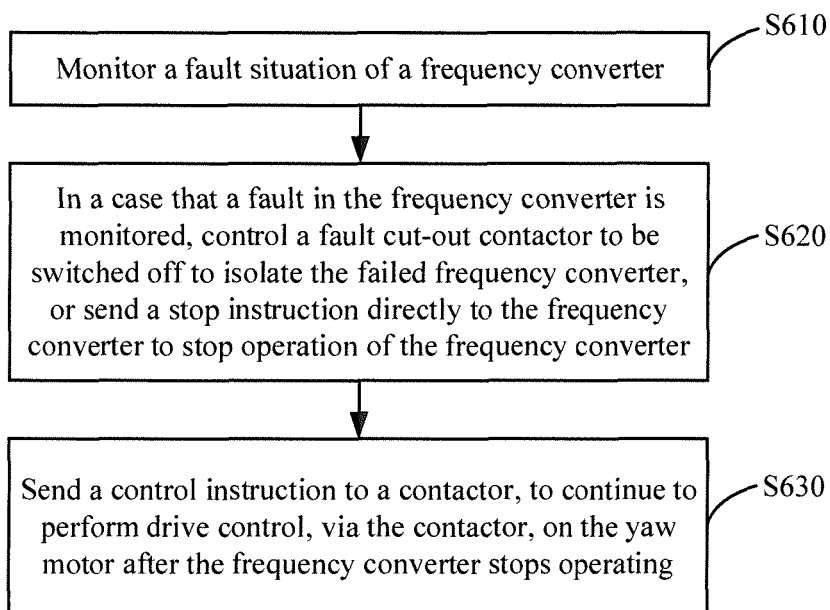 S610
Monitor a fault situation of a frequency converter
In a case that a fault in the frequency converter is
monitored, control a fault cut-out contactor to be
switched off to isolate the failed frequency converter,
or send a stop instruction directly to the frequency
converter to stop operation of the frequency converter
S620
Send a control instruction to a contactor, to continue to
perform drive control, via the contactor, on the yaw
motor after the frequency converter stops operating
S630